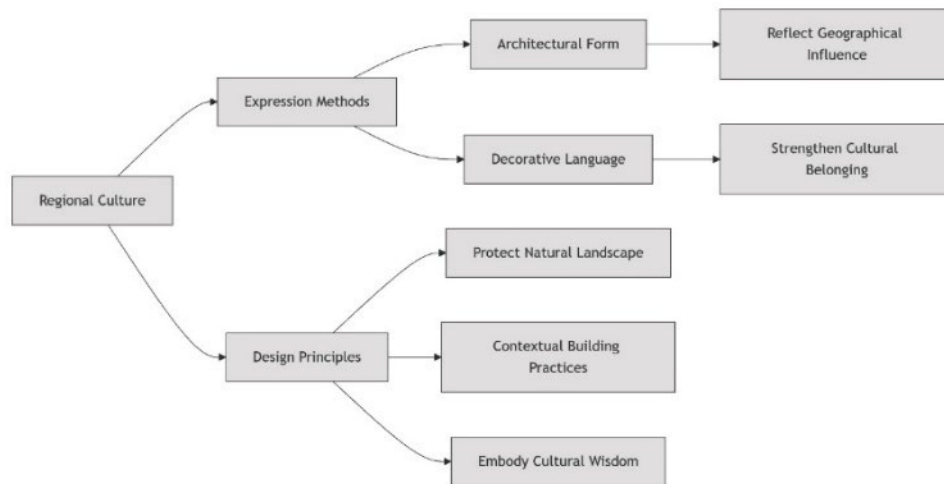 Regional Culture
Expression Methods
Architectural Form
Reflect Geographical
Influence
Decorative Language
Strengthen Cultural
Belonging
Design Principles
Protect Natural Landscape
Contextual Building
Practices
Embody Cultural Wisdom